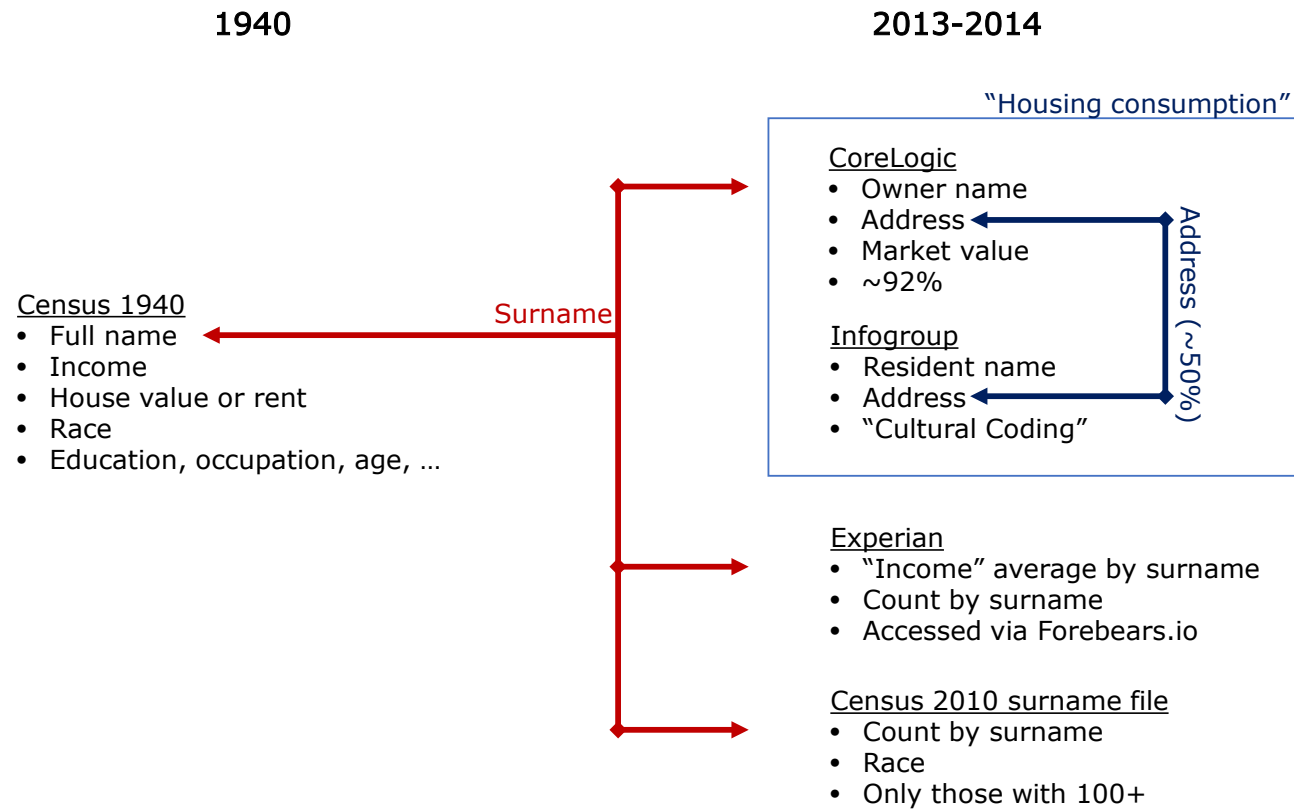 1940
2013-2014
“Housing consumption”
CoreLogic
• Owner name
• Address
• Market value
• ~92%
Address (~50%)
Census 1940
• Full name
• Income
• House value or rent
• Race
• Education, occupation, age, …
Surname
Infogroup
• Resident name
• Address
• “Cultural Coding”
Experian
• “Income” average by surname
• Count by surname
• Accessed via Forebears.io
Census 2010 surname file
• Count by surname
• Race
• Only those with 100+